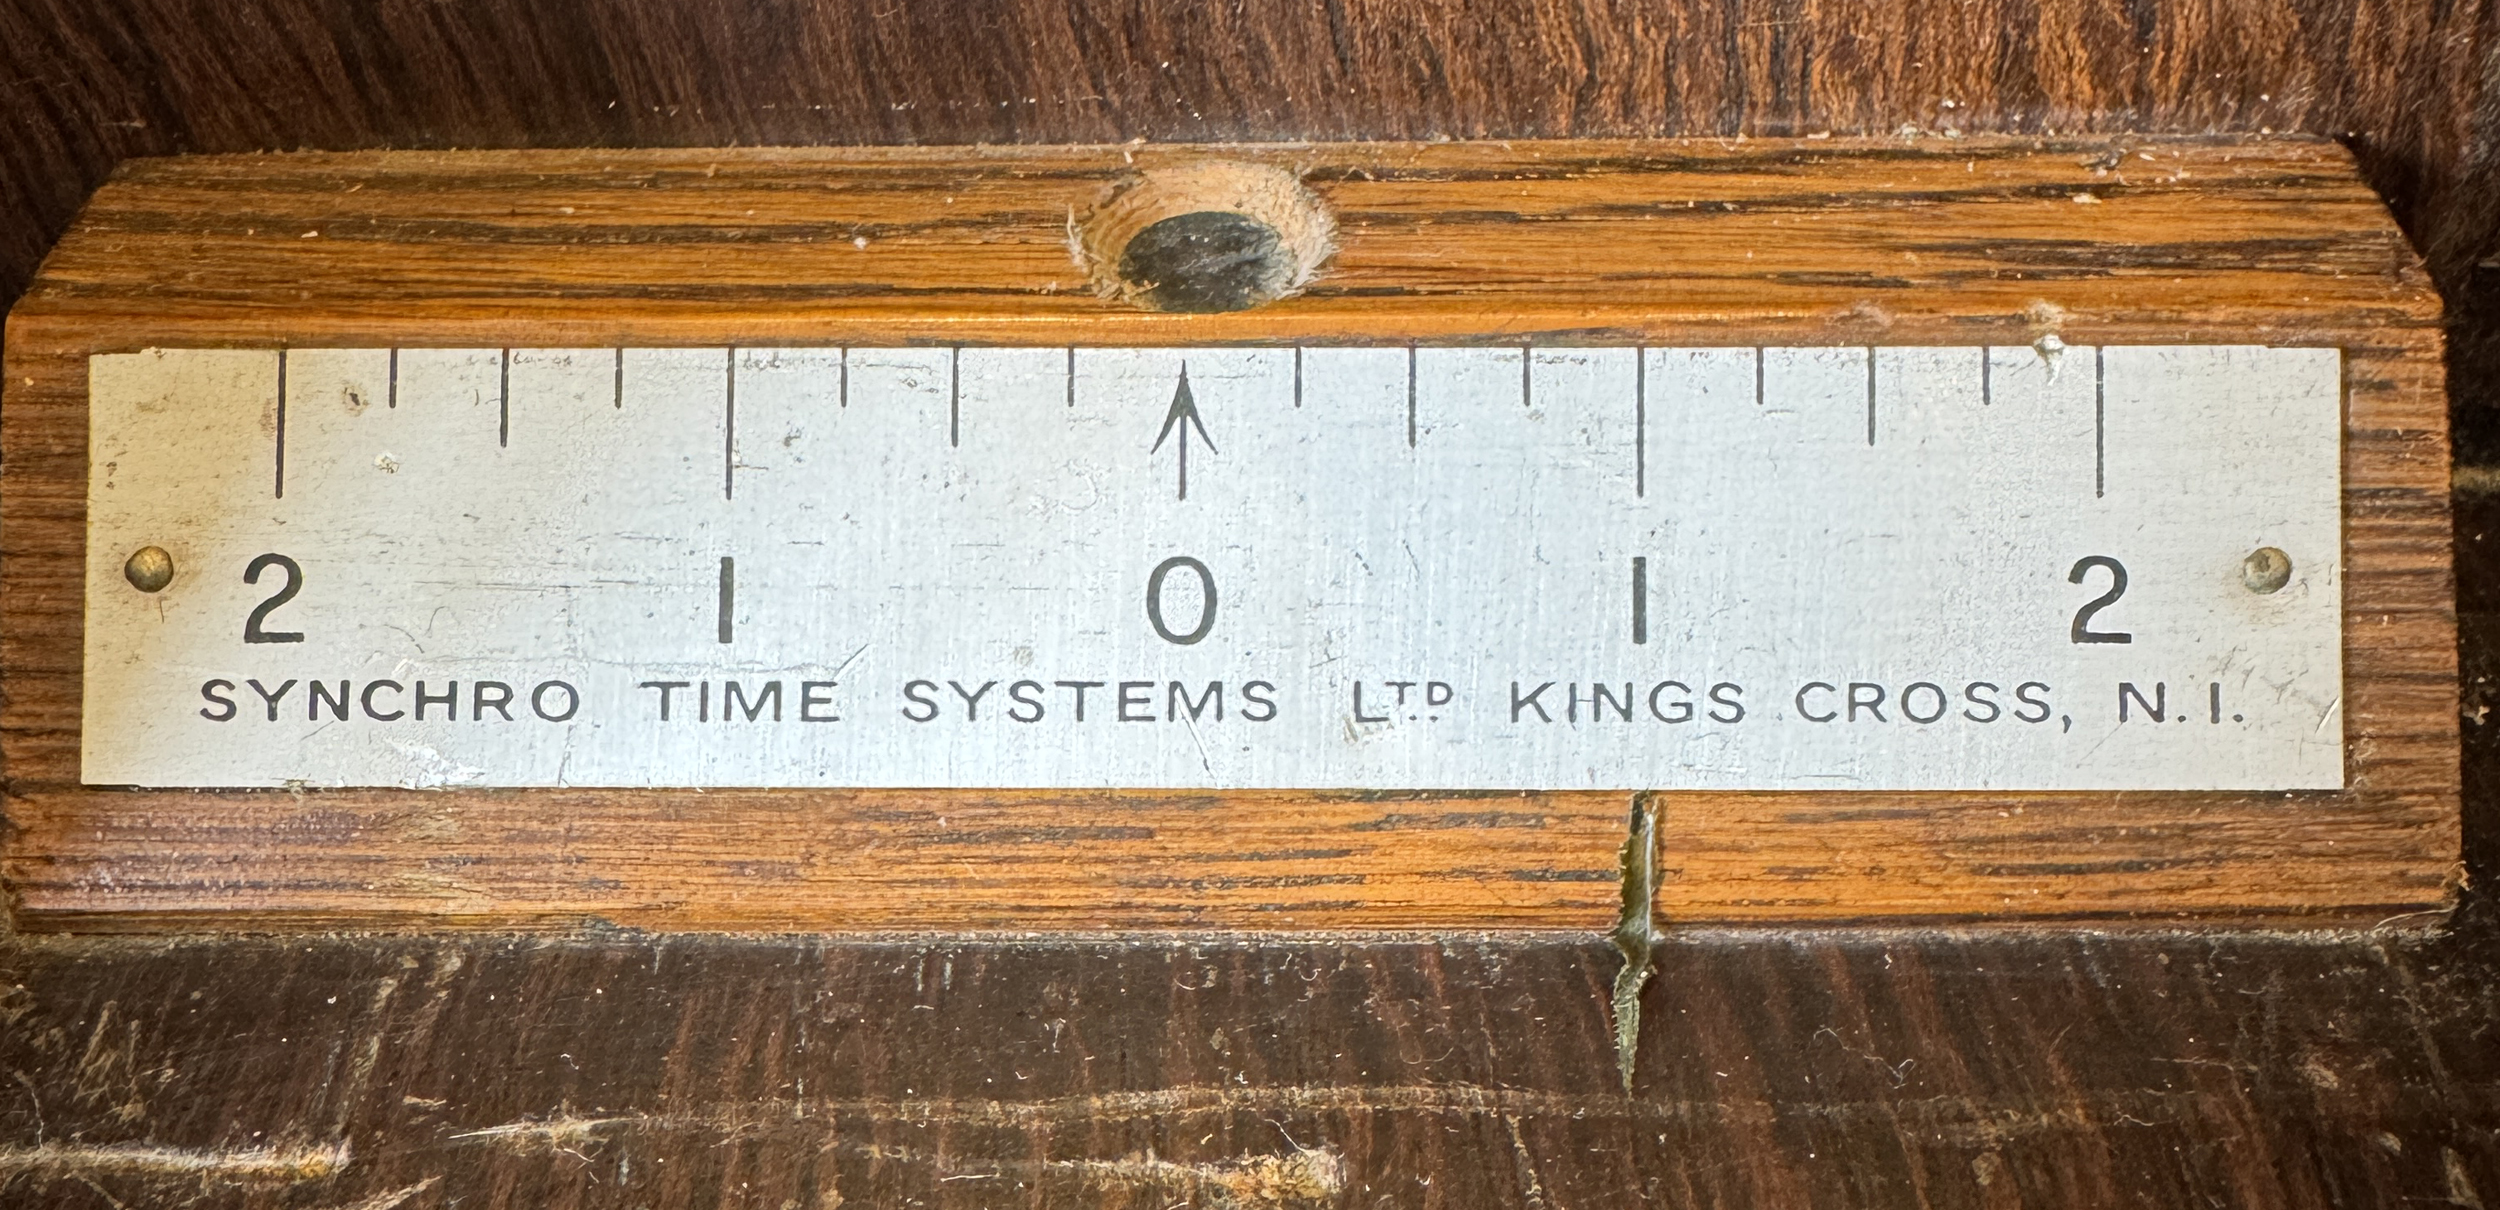 2 1 0 1 2
SYNCHRO TIME SYSTEMS LTD KINGS CROSS, N.I.